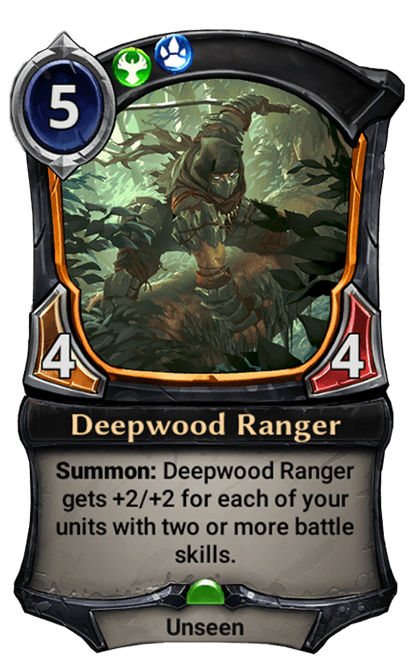 5
4
4
Deepwood Ranger
Summon: Deepwood Ranger
gets +2/+2 for each of your
units with two or more battle
skills.
Unseen